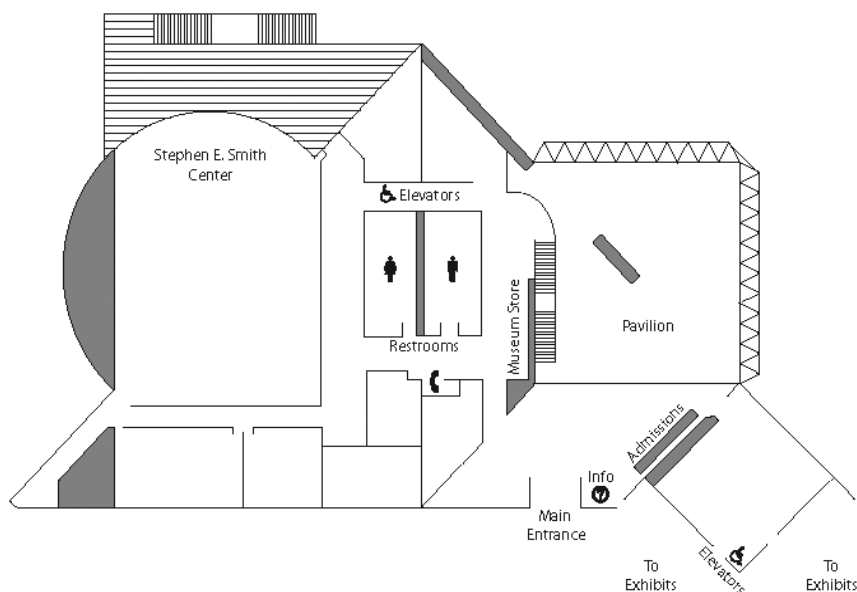 Stephen E. Smith
Center
Elevators
Restrooms
Museum Store
Pavilion
Admissions
Info
?
Main
Entrance
Elevators
To
Exhibits
To
Exhibits